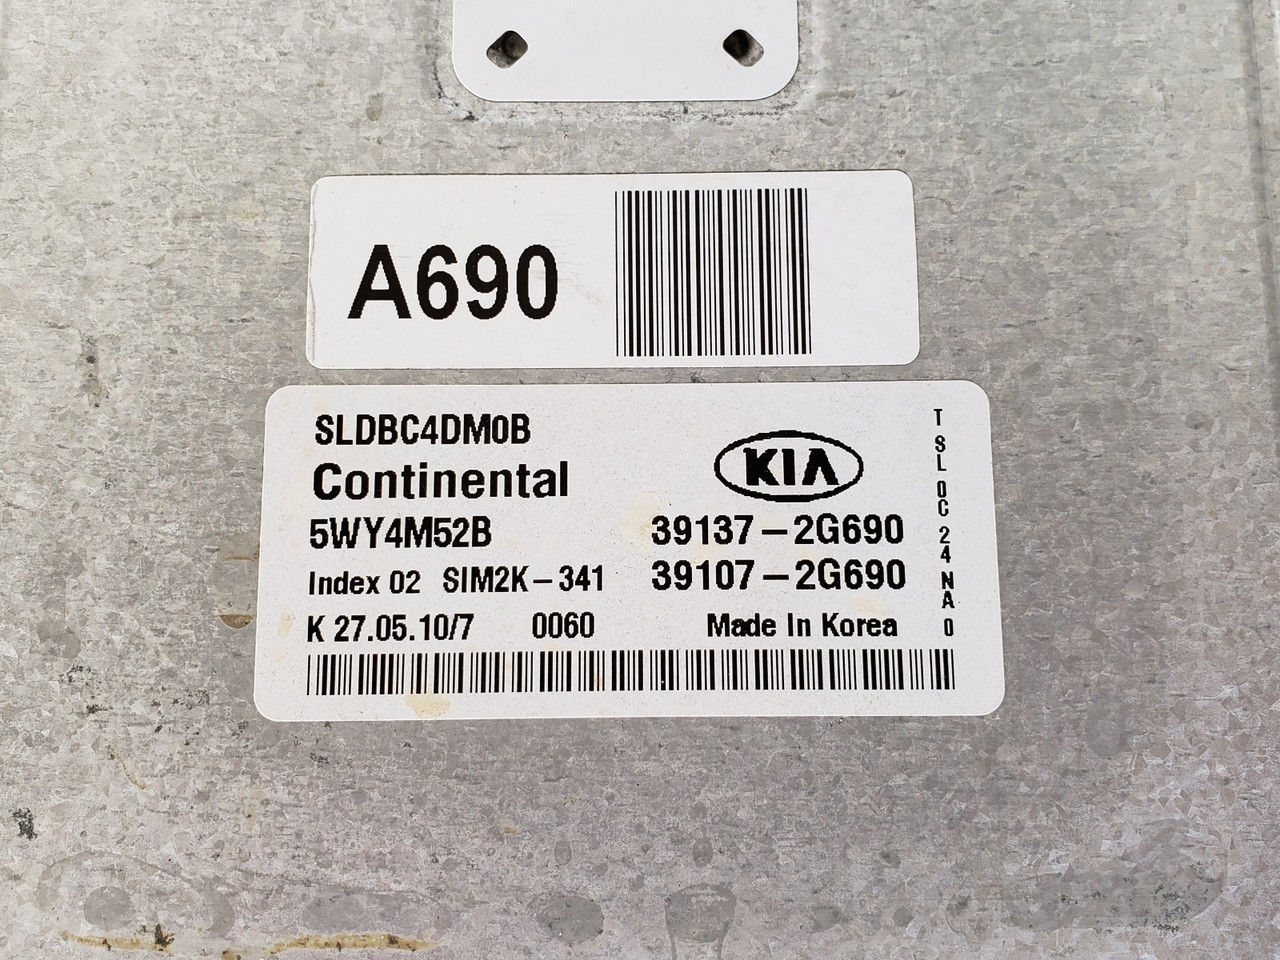 A690
SLDBC4DM0B
Continental
KIA
5WY4M52B 39137-2G690
Index 02 SIM2K-341 39107-2G690
K 27.05.10/7 0060 Made In Korea
TSL0C24NA0